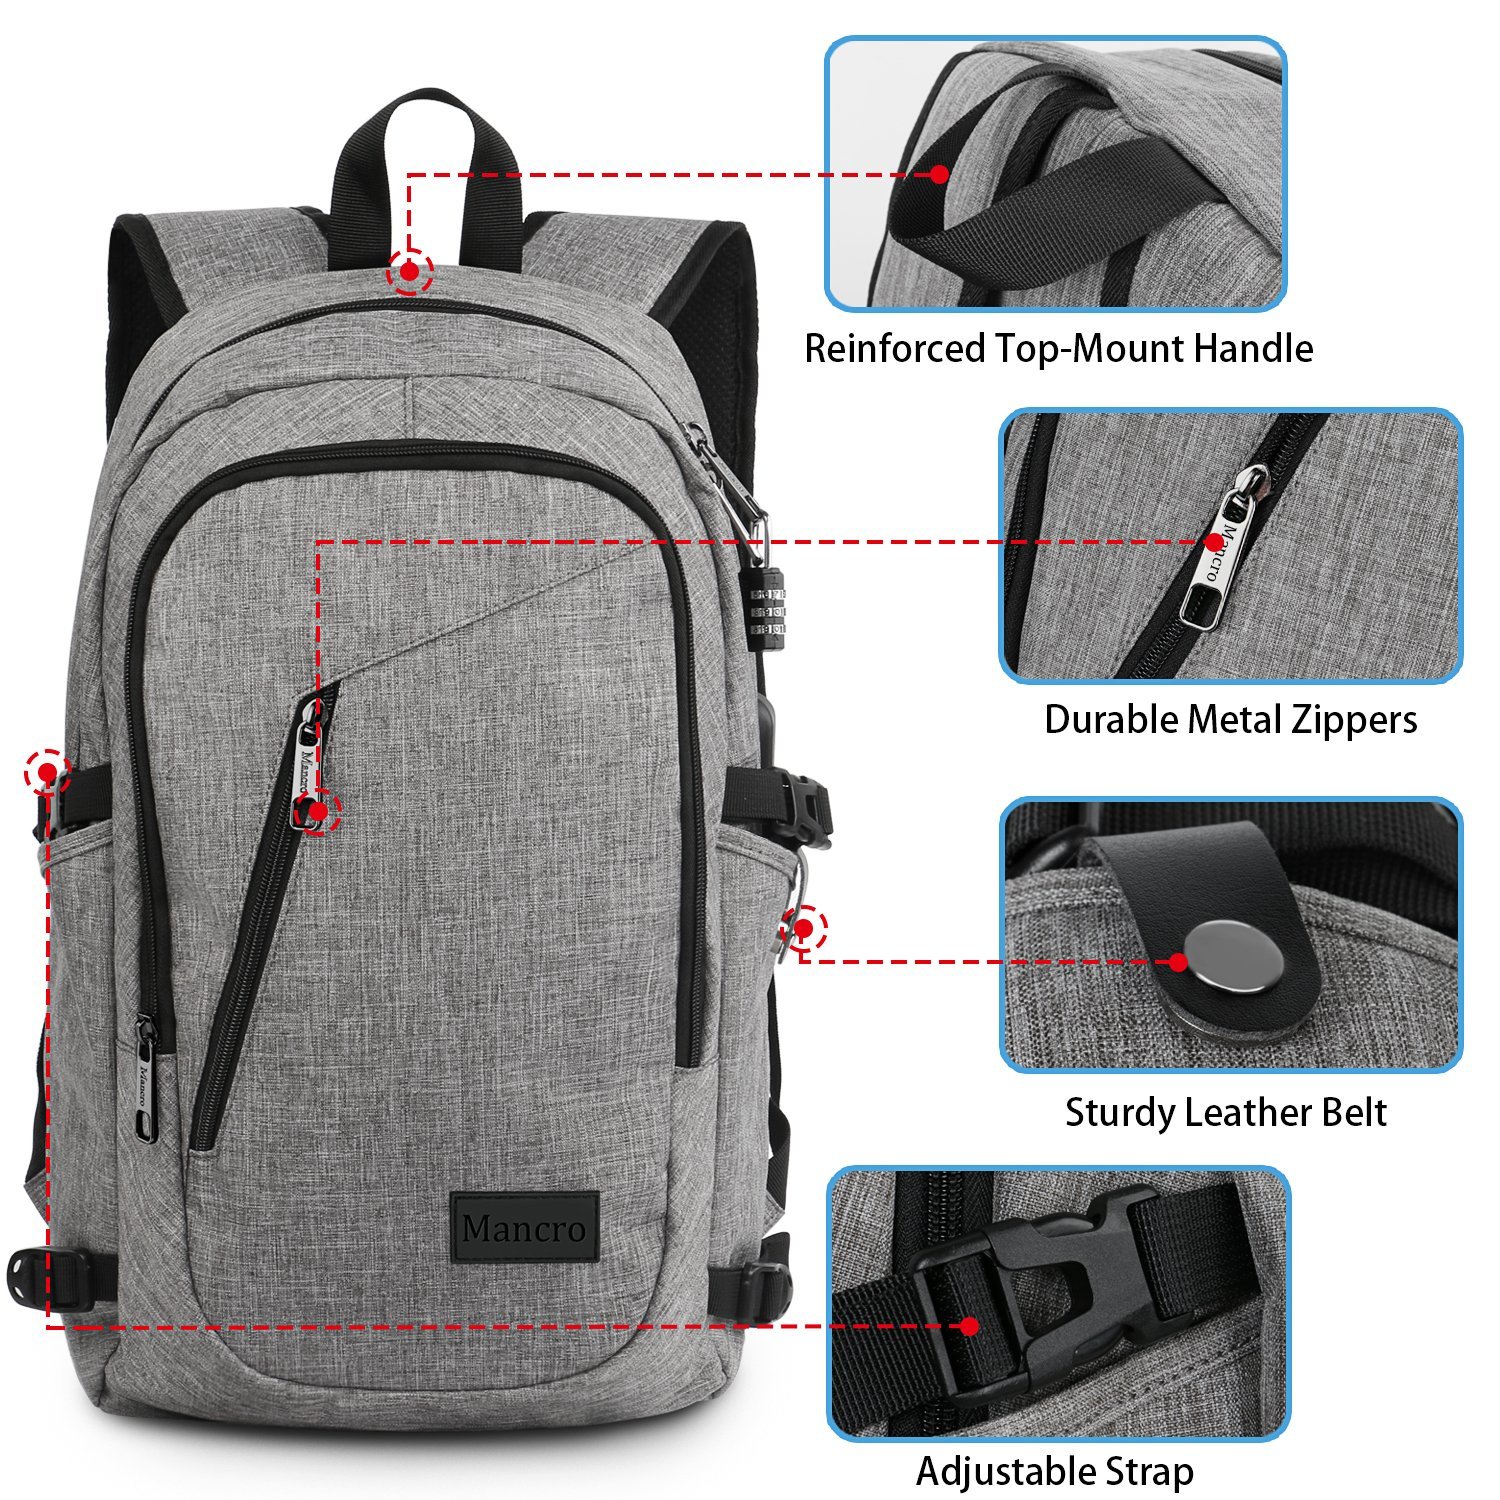 Reinforced Top-Mount Handle
Mancro
Durable Metal Zippers
Mancro
Sturdy Leather Belt
Mancro
Mancro
Adjustable Strap